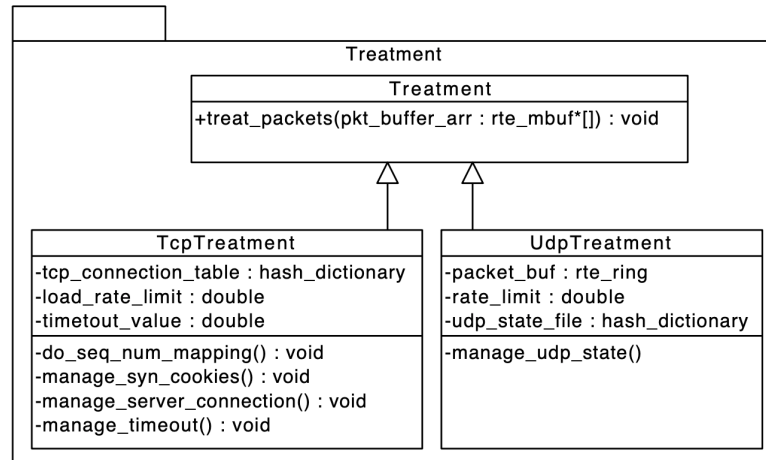 Treatment
Treatment
+treat_packets(pkt_buffer_arr : rte_mbuf*[]) : void
TcpTreatment
-tcp_connection_table : hash_dictionary
-load_rate_limit : double
-timetout_value : double
-do_seq_num_mapping() : void
-manage_syn_cookies() : void
-manage_server_connection() : void
-manage_timeout() : void
UdpTreatment
-packet_buf : rte_ring
-rate_limit : double
-udp_state_file : hash_dictionary
-manage_udp_state()